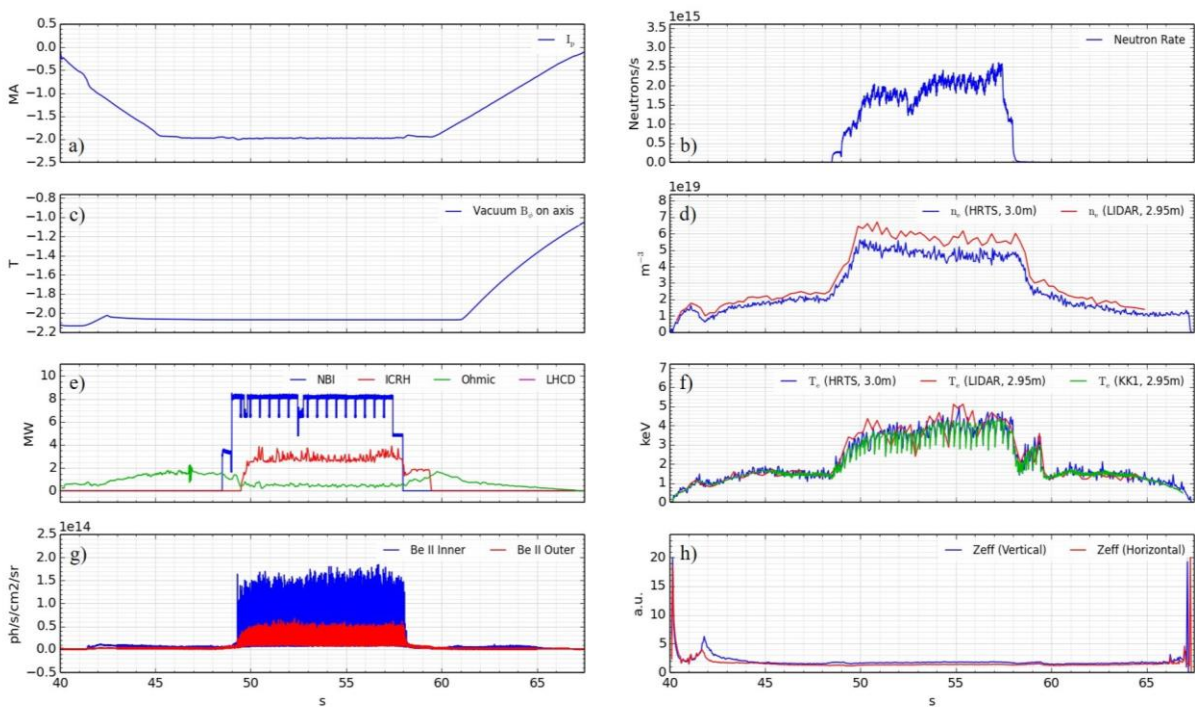 0.5
0.0
−0.5
−1.0
−1.5
−2.0
−2.5
MA
a)
I_p
1e15
3.5
3.0
2.5
2.0
1.5
1.0
0.5
0.0
Neutrons/s
b)
Neutron Rate
−0.8
−1.0
−1.2
−1.4
−1.6
−1.8
−2.0
−2.2
T
c)
Vacuum B_ϕ on axis
1e19
8
7
6
5
4
3
2
1
0
m⁻³
d)
n_e (HRTS, 3.0m) n_e (LIDAR, 2.95m)
10
8
6
4
2
0
MW
e)
NBI ICRH Ohmic LHCD
7
6
5
4
3
2
1
0
keV
f)
T_e (HRTS, 3.0m) T_e (LIDAR, 2.95m) T_e (KK1, 2.95m)
1e14
2.5
2.0
1.5
1.0
0.5
0.0
−0.5
ph/s/cm2/sr
g)
Be II Inner Be II Outer
40 45 50 55 60 65
s
20
15
10
5
0
a.u.
h)
Zeff (Vertical) Zeff (Horizontal)
40 45 50 55 60 65
s